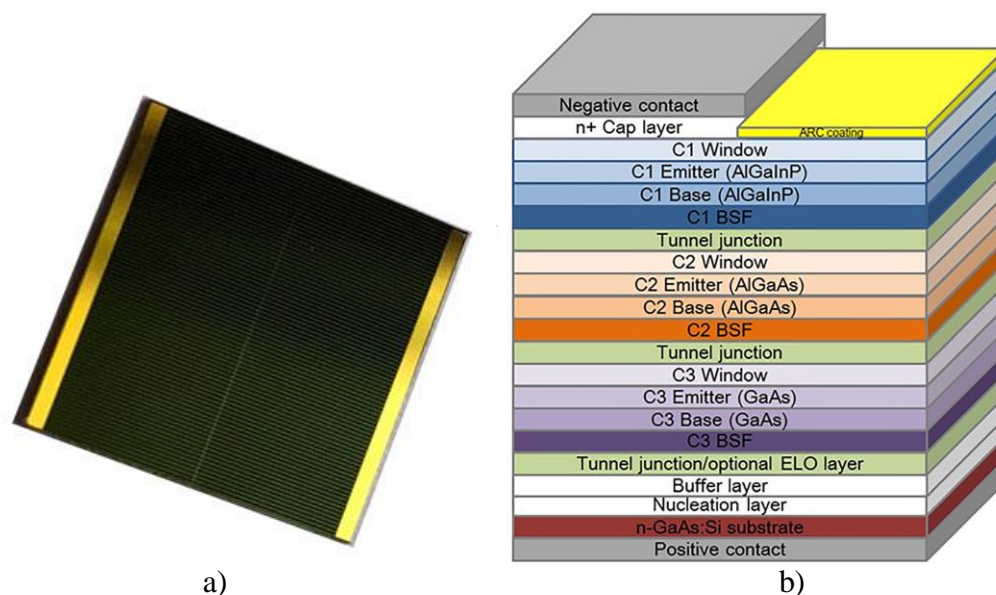 Negative contact
n+ Cap layer
ARC coating
C1 Window
C1 Emitter (AlGaInP)
C1 Base (AlGaInP)
C1 BSF
Tunnel junction
C2 Window
C2 Emitter (AlGaAs)
C2 Base (AlGaAs)
C2 BSF
Tunnel junction
C3 Window
C3 Emitter (GaAs)
C3 Base (GaAs)
C3 BSF
Tunnel junction/optional ELO layer
Buffer layer
Nucleation layer
n-GaAs:Si substrate
Positive contact
a)
b)